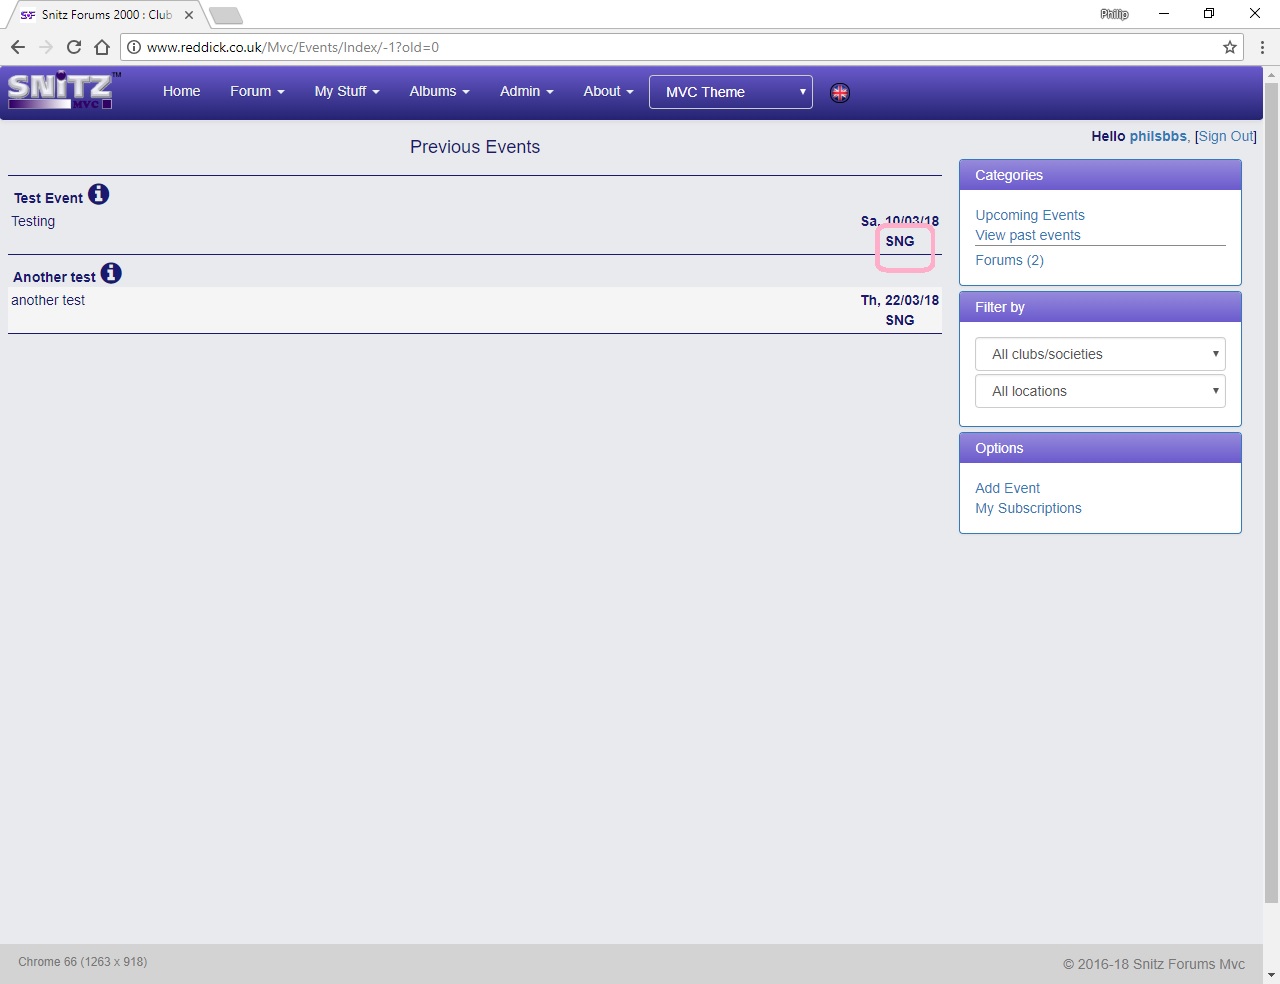 Snitz Forums 2000 : Club
Philip
www.reddick.co.uk/Mvc/Events/Index/-1?old=0
SNiTZ™
MVC
Home
Forum
My Stuff
Albums
Admin
About
MVC Theme
Hello philsbbs, [Sign Out]
Previous Events
Test Event
Testing
Sa, 10/03/18
SNG
Another test
another test
Th, 22/03/18
SNG
Categories
Upcoming Events
View past events
Forums (2)
Filter by
All clubs/societies
All locations
Options
Add Event
My Subscriptions
Chrome 66 (1263 x 918)
© 2016-18 Snitz Forums Mvc